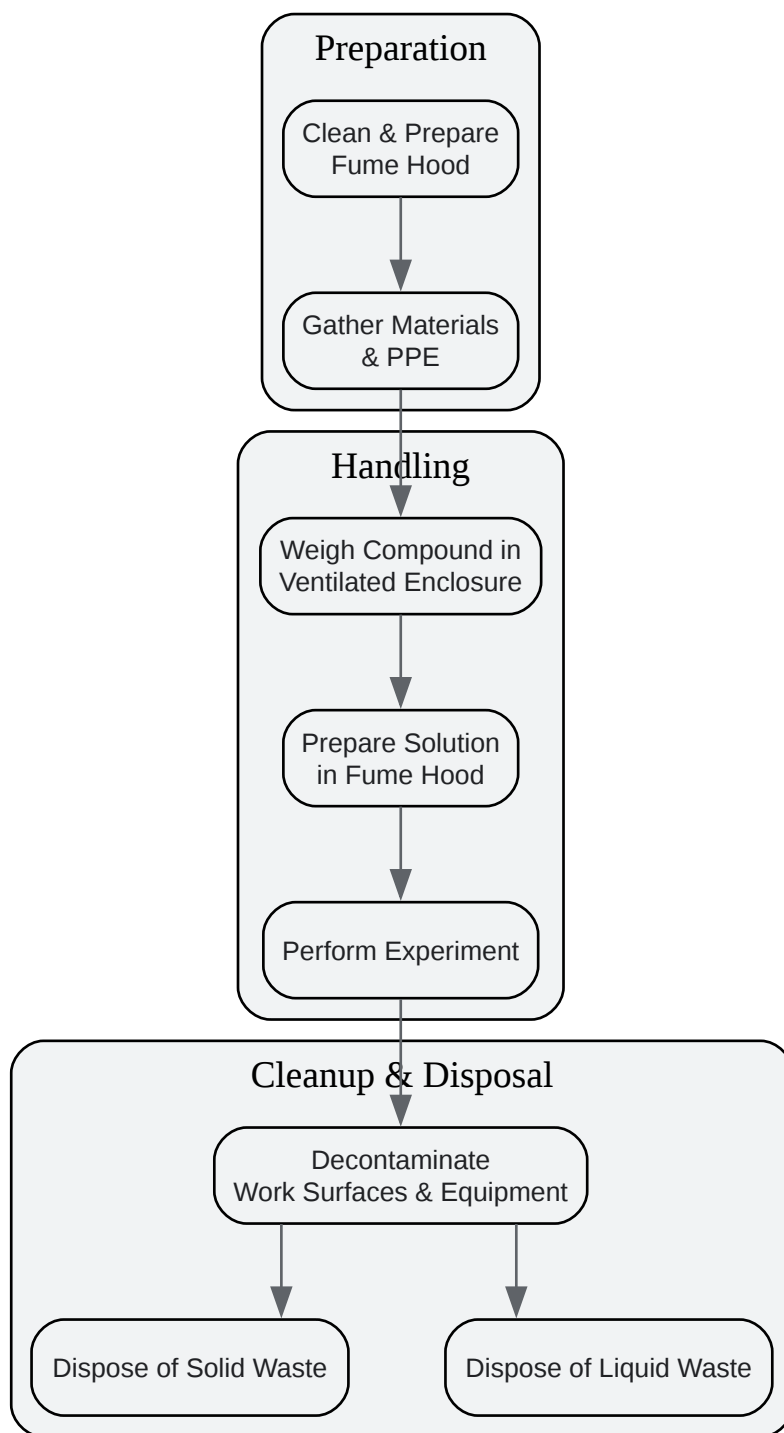 Preparation
Clean & Prepare
Fume Hood
Gather Materials
& PPE
Handling
Weigh Compound in
Ventilated Enclosure
Prepare Solution
in Fume Hood
Perform Experiment
Cleanup & Disposal
Decontaminate
Work Surfaces & Equipment
Dispose of Solid Waste
Dispose of Liquid Waste